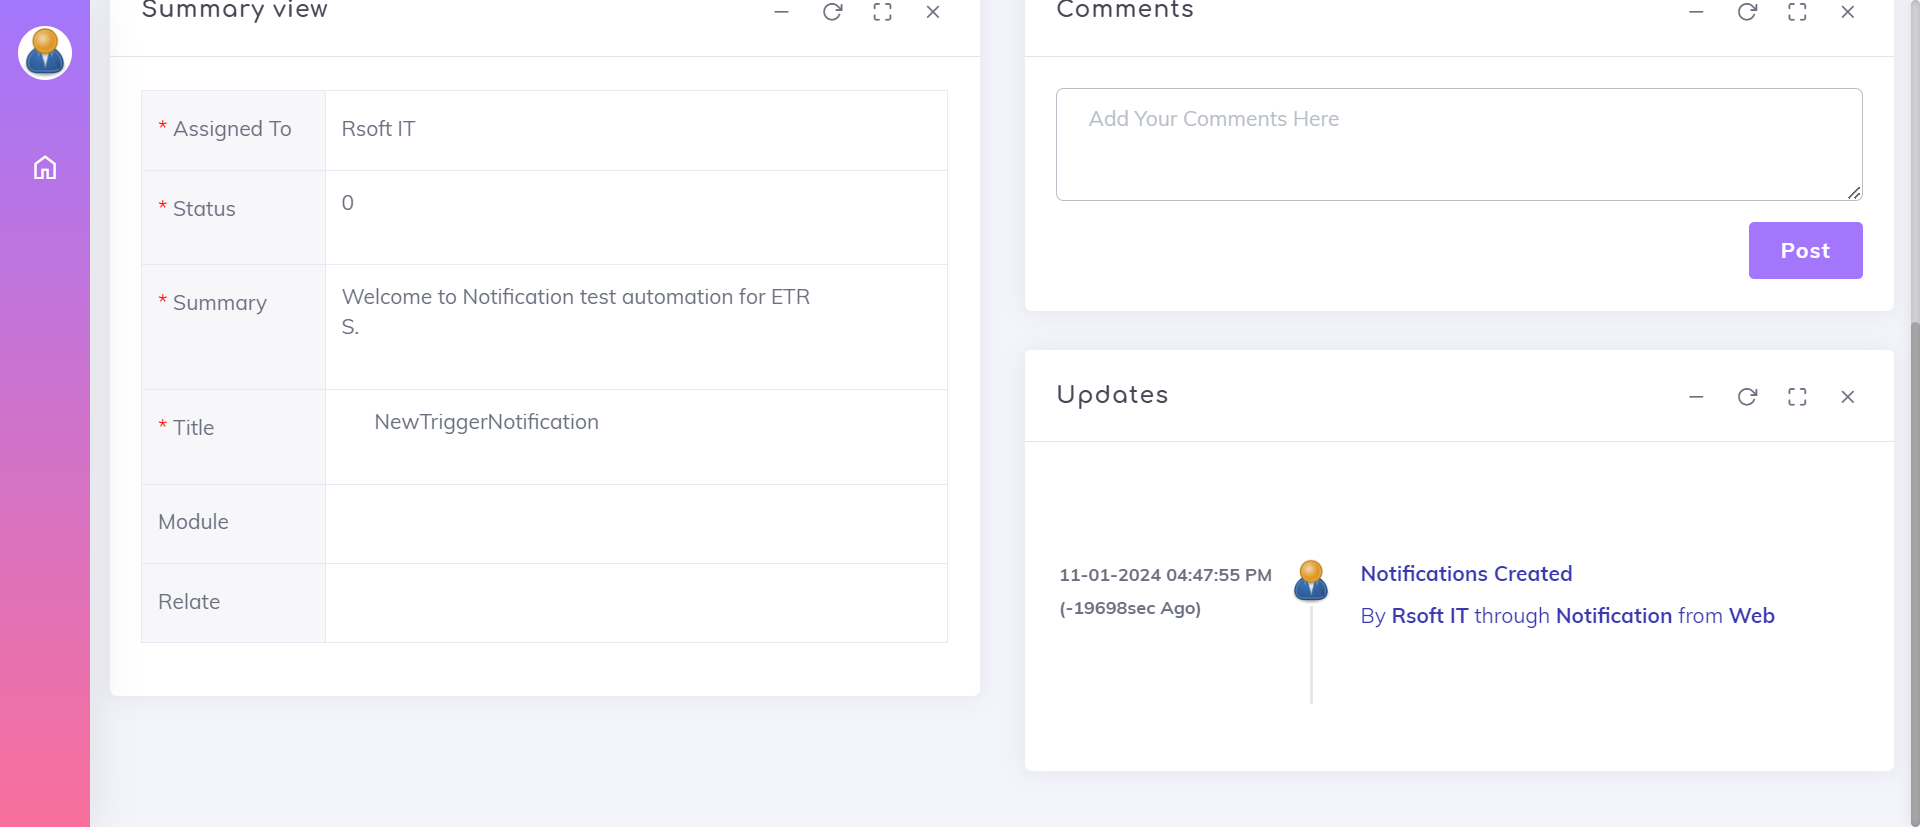 Summary view
* Assigned To
Rsoft IT
* Status
0
* Summary
Welcome to Notification test automation for ETR
S.
* Title
NewTriggerNotification
Module
Relate
Comments
Add Your Comments Here
Post
Updates
11-01-2024 04:47:55 PM
(-19698sec Ago)
Notifications Created
By Rsoft IT through Notification from Web